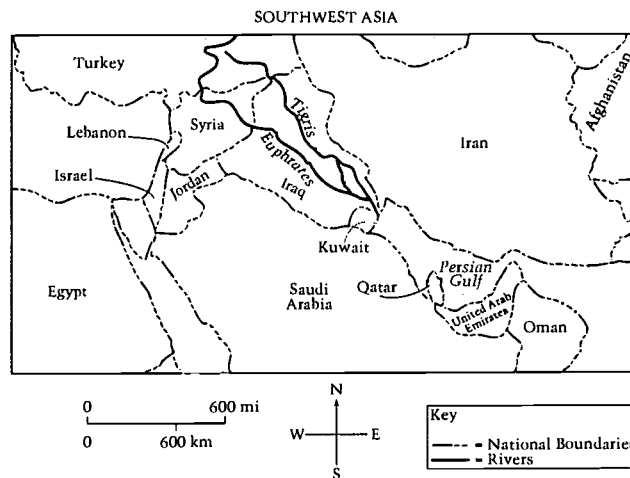 SOUTHWEST ASIA
Turkey
Afghanistan
Tigris
Syria
Lebanon
Iran
Euphrates
Israel
Jordan
Iraq
Kuwait
Persian
Gulf
Egypt
Saudi
Arabia
Qatar
United Arab
Emirates
Oman
0 600 mi
0 600 km
N
W E
S
Key
National Boundaries
Rivers